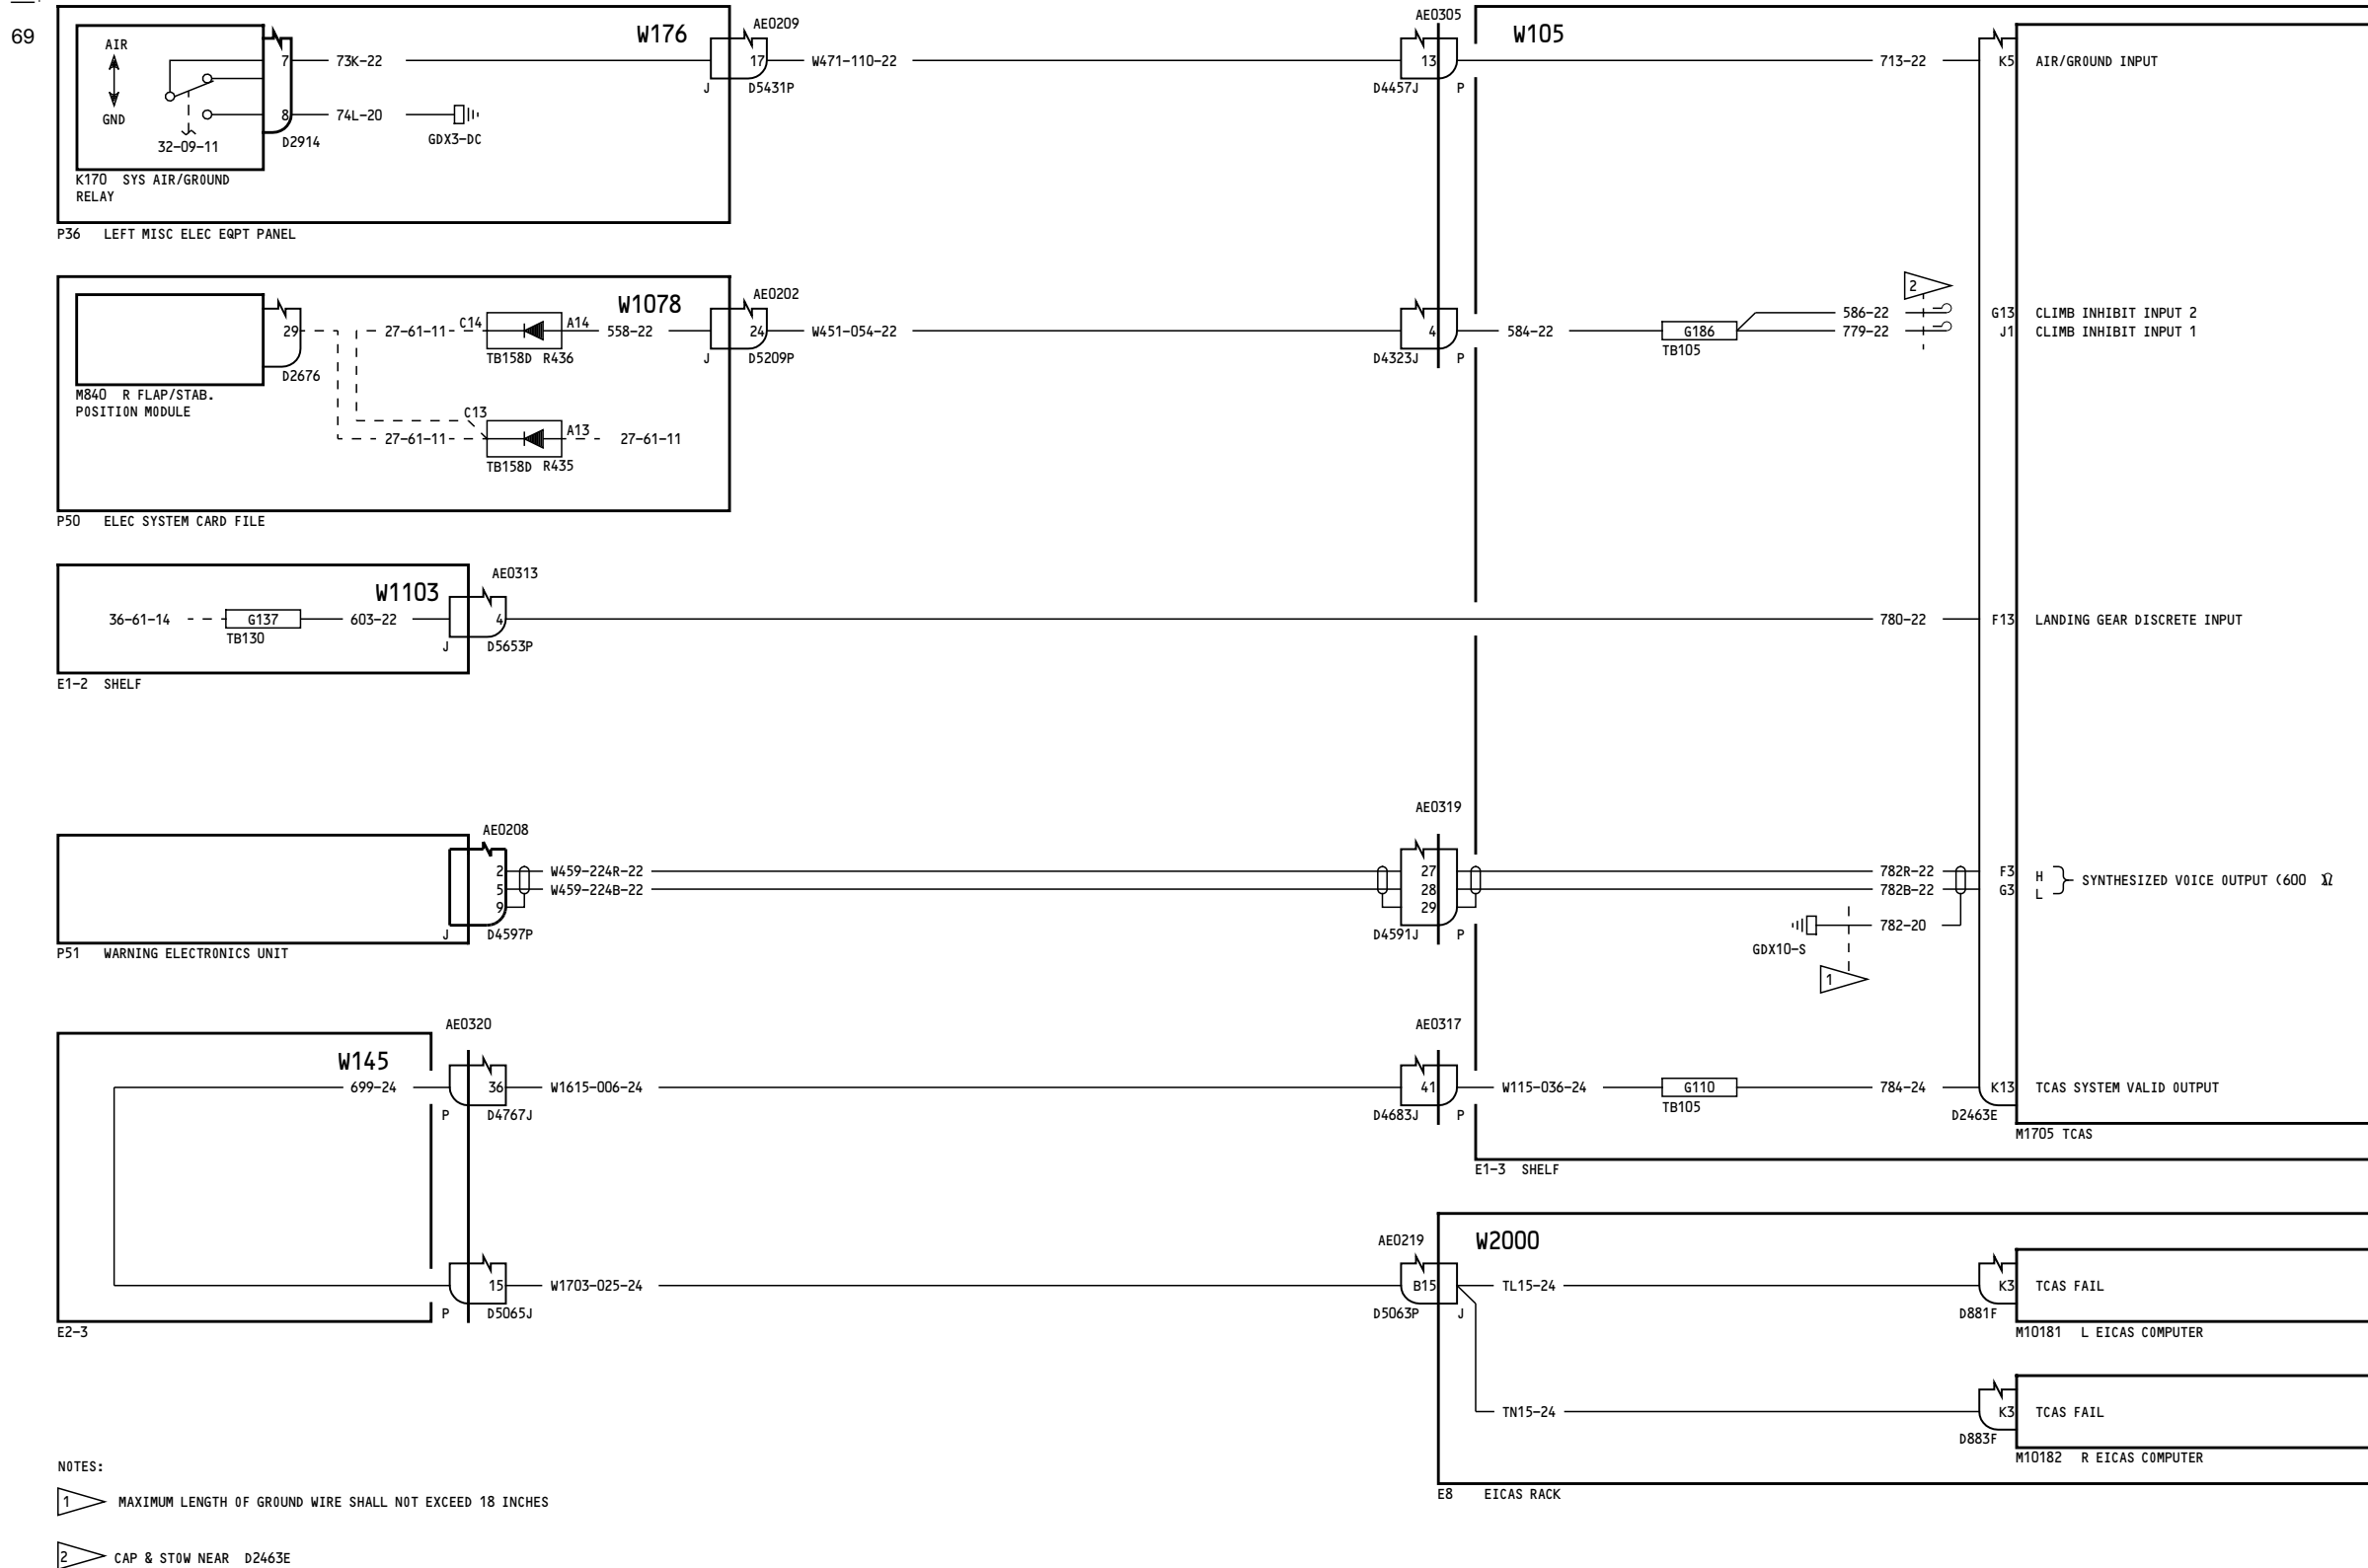 69
AIR
GND
32-09-11
7
8
D2914
K170 SYS AIR/GROUND
RELAY
73K-22
74L-20
GDX3-DC
W176
AE0209
17
J
D5431P
W471-110-22
P36 LEFT MISC ELEC EQPT PANEL
AE0305
13
D4457J
P
W105
713-22
K5
AIR/GROUND INPUT
29
D2676
M840 R FLAP/STAB.
POSITION MODULE
27-61-11
C14
A14
TB158D R436
558-22
W1078
AE0202
24
J
D5209P
W451-054-22
C13
27-61-11
A13
27-61-11
TB158D R435
P50 ELEC SYSTEM CARD FILE
4
D4323J
P
584-22
G186
TB105
2
586-22
779-22
G13
J1
CLIMB INHIBIT INPUT 2
CLIMB INHIBIT INPUT 1
W1103
AE0313
36-61-14
G137
TB130
603-22
4
J
D5653P
E1-2 SHELF
780-22
F13
LANDING GEAR DISCRETE INPUT
AE0208
2
5
9
J
D4597P
W459-224R-22
W459-224B-22
P51 WARNING ELECTRONICS UNIT
AE0319
27
28
29
D4591J
P
782R-22
782B-22
782-20
GDX10-S
1
F3
G3
H
L
SYNTHESIZED VOICE OUTPUT (600 Ω
AE0320
W145
699-24
36
P
D4767J
W1615-006-24
AE0317
41
D4683J
P
W115-036-24
G110
TB105
784-24
K13
TCAS SYSTEM VALID OUTPUT
D2463E
M1705 TCAS
E1-3 SHELF
15
P
D5065J
W1703-025-24
E2-3
AE0219
B15
D5063P
J
W2000
TL15-24
K3
TCAS FAIL
D881F
M10181 L EICAS COMPUTER
TN15-24
K3
TCAS FAIL
D883F
M10182 R EICAS COMPUTER
E8 EICAS RACK
NOTES:
1 MAXIMUM LENGTH OF GROUND WIRE SHALL NOT EXCEED 18 INCHES
2 CAP & STOW NEAR D2463E